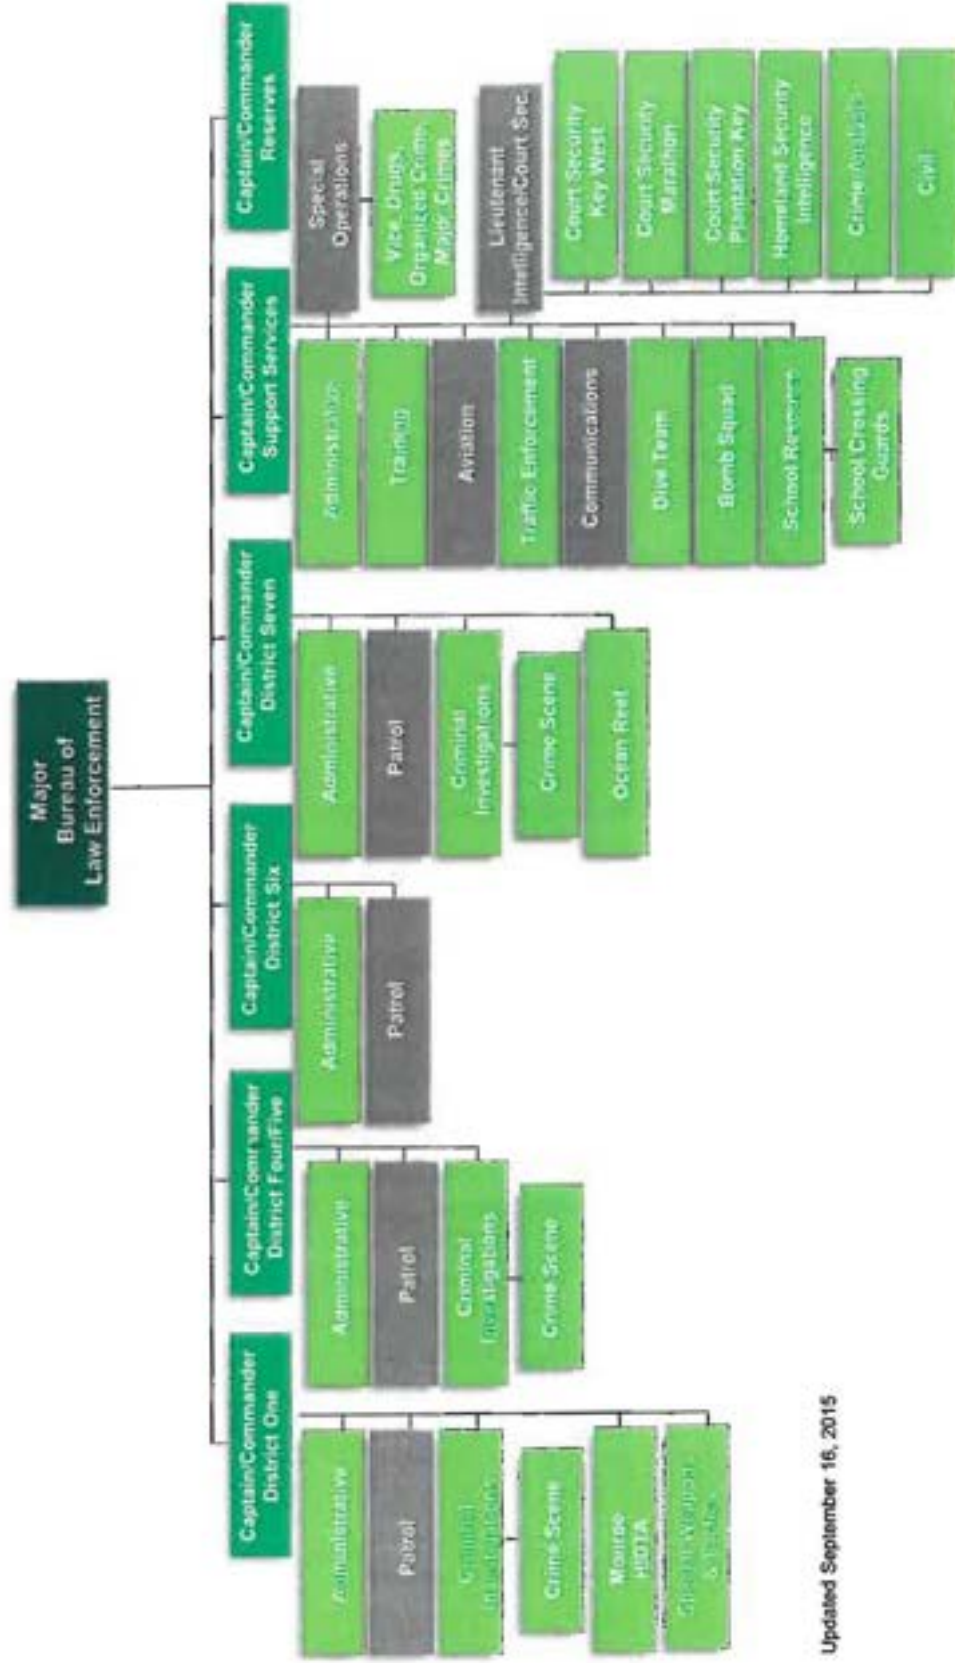 Major
Bureau of
Law Enforcement
Captain/Commander
District One
Administrative
Patrol
Criminal
Investigations
Crime Scene
Monroe
Captain/Commander
District Four/Five
Administrative
Patrol
Criminal
Investigations
Crime Scene
Captain/Commander
District Six
Administrative
Patrol
Captain/Commander
District Seven
Administrative
Patrol
Criminal
Investigations
Crime Scene
Ocean Reef
Captain/Commander
Support Services
Administration
Training
Aviation
Traffic Enforcement
Communications
Dive Team
Bomb Squad
School Resource
School Crossing
Guards
Special
Operations
Vice, Drugs,
Organized Crime,
Major Crimes
Lieutenant
Intelligence/Court Sec.
Court Security
Key West
Court Security
Marathon
Court Security
Plantation Key
Homeland Security
Intelligence
Crime Analysis
Civil
Captain/Commander
Reserves
Updated September 16, 2015